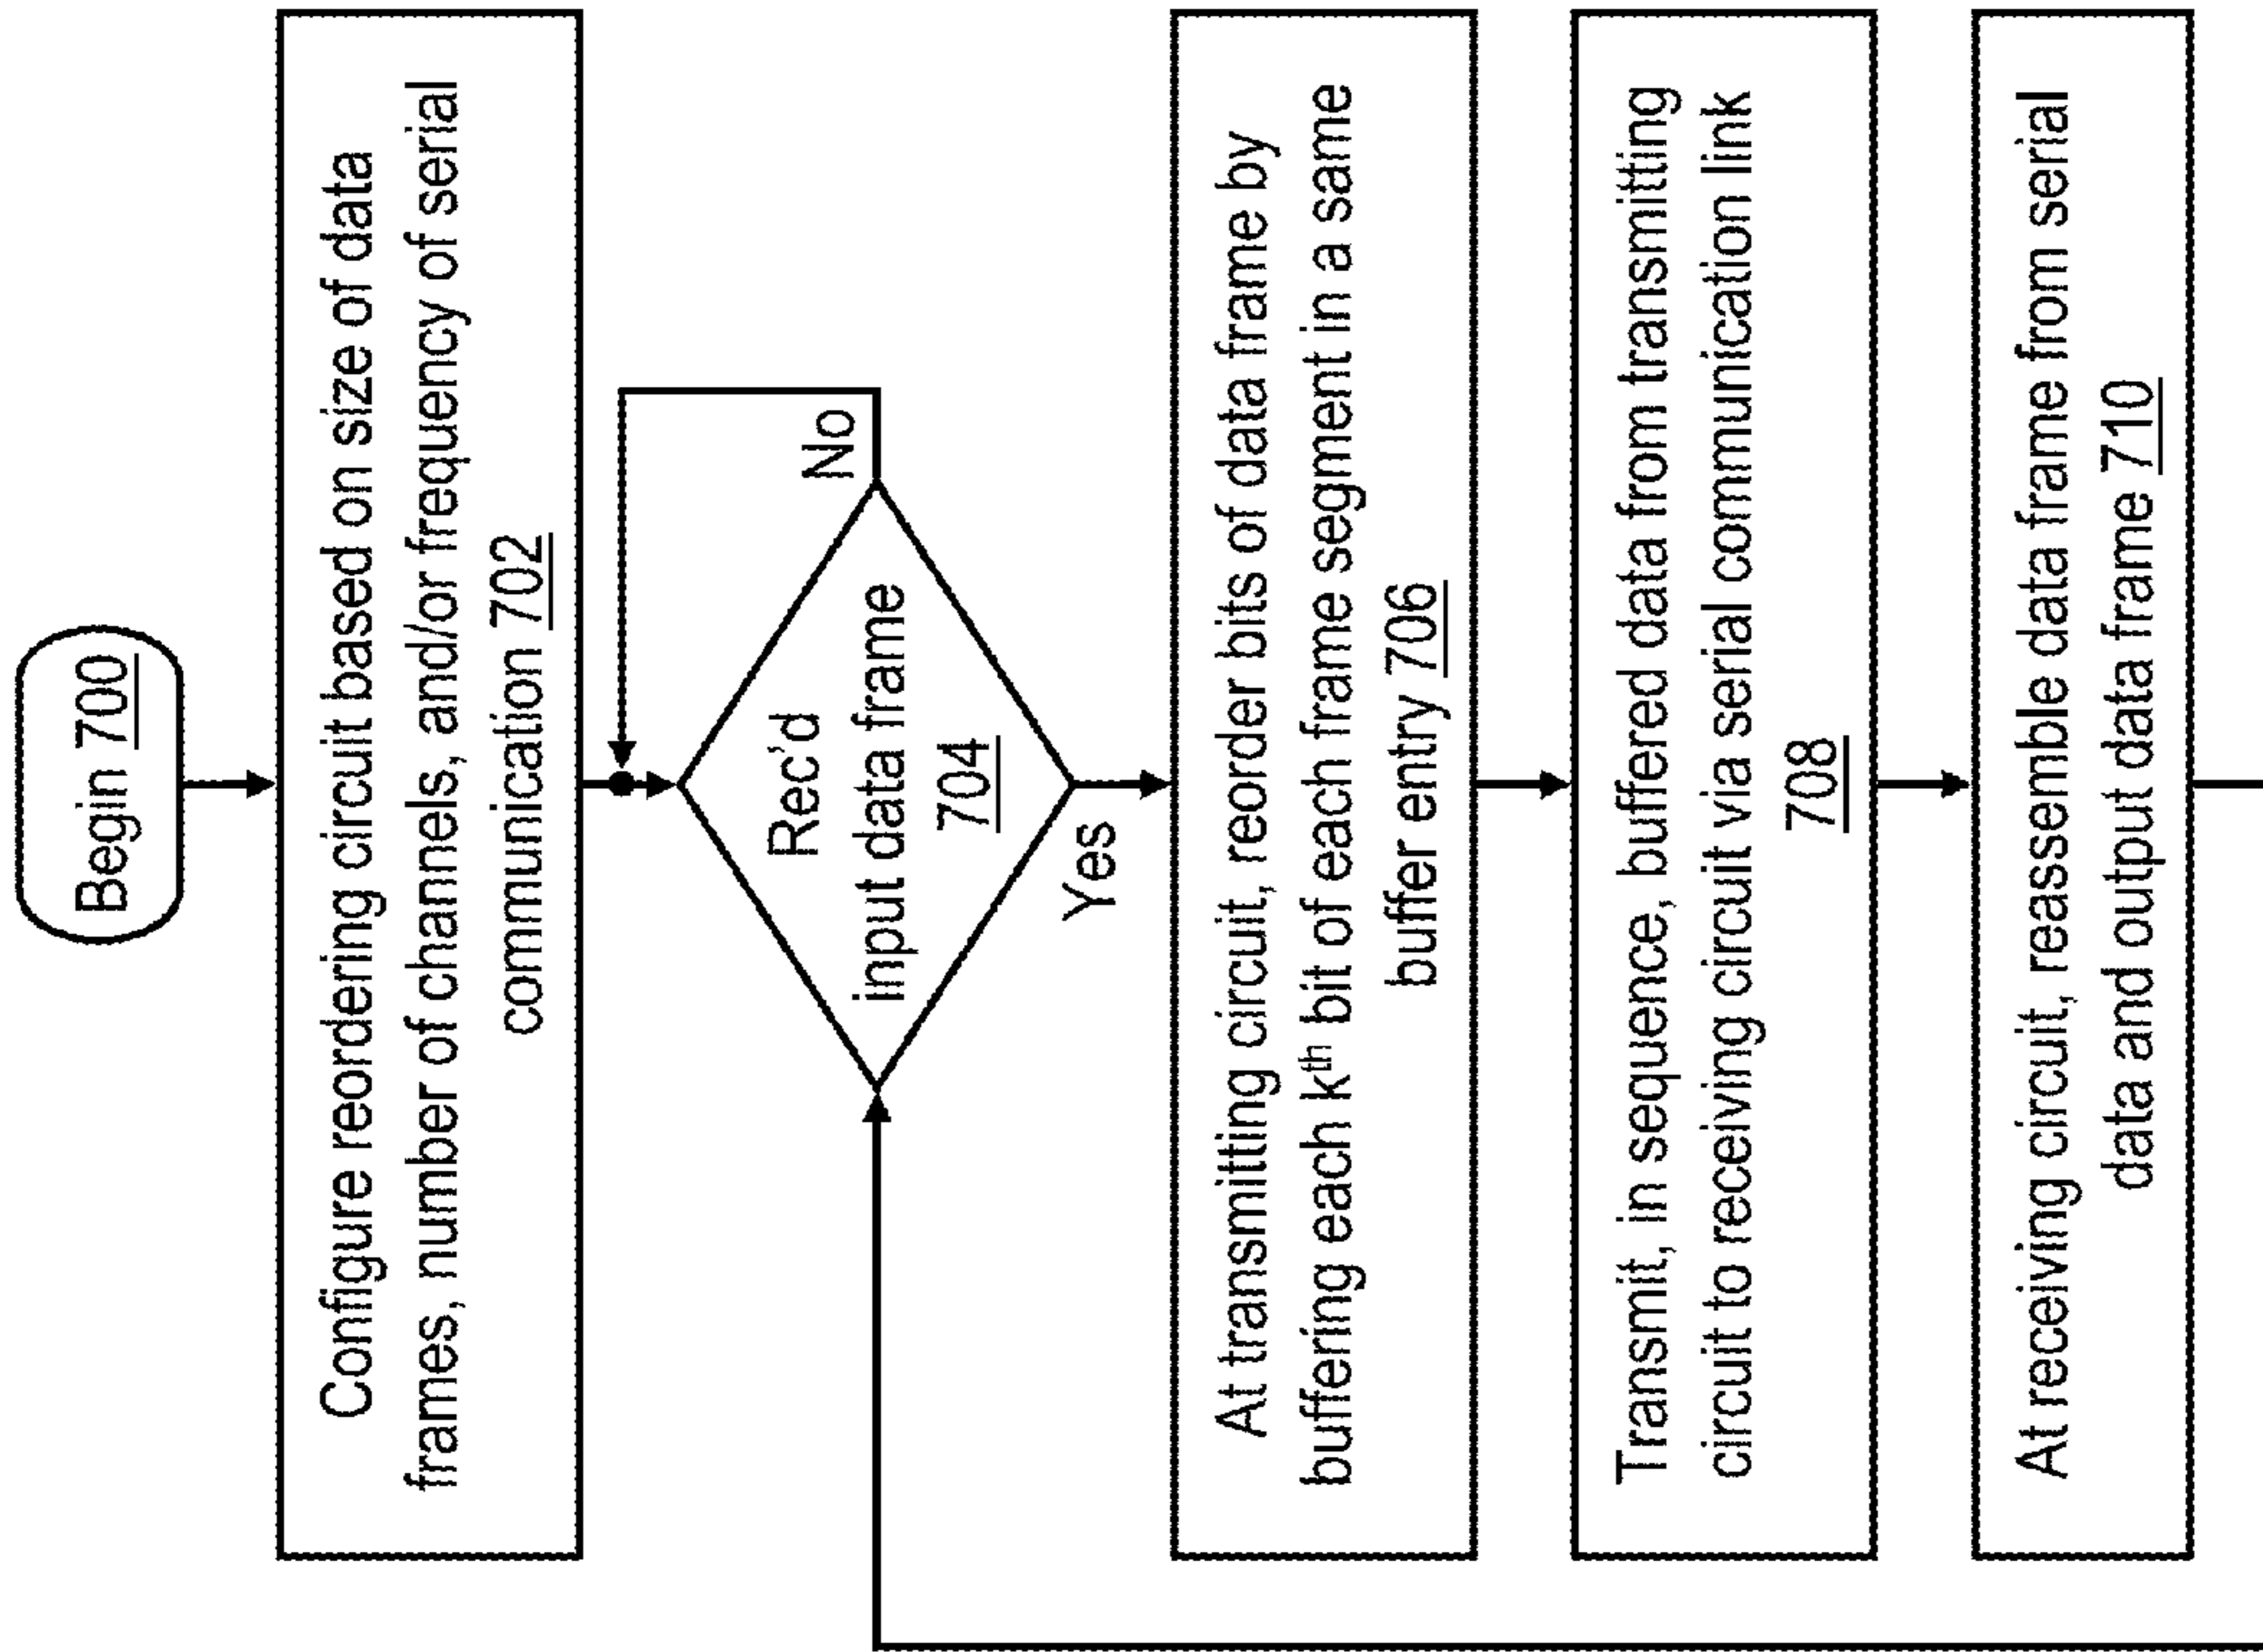 Begin 700
Configure reordering circuit based on size of data
frames, number of channels, and/or frequency of serial
communication 702
Rec'd
input data frame
704
No
Yes
At transmitting circuit, reorder bits of data frame by
buffering each kth bit of each frame segment in a same
buffer entry 706
Transmit, in sequence, buffered data from transmitting
circuit to receiving circuit via serial communication link
708
At receiving circuit, reassemble data frame from serial
data and output data frame 710